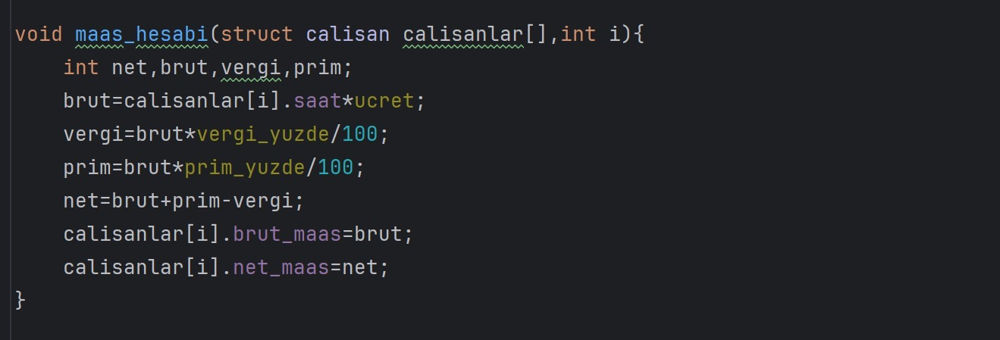 void maas_hesabi(struct calisan calisanlar[],int i){
    int net,brut,vergi,prim;
    brut=calisanlar[i].saat*ucret;
    vergi=brut*vergi_yuzde/100;
    prim=brut*prim_yuzde/100;
    net=brut+prim-vergi;
    calisanlar[i].brut_maas=brut;
    calisanlar[i].net_maas=net;
}